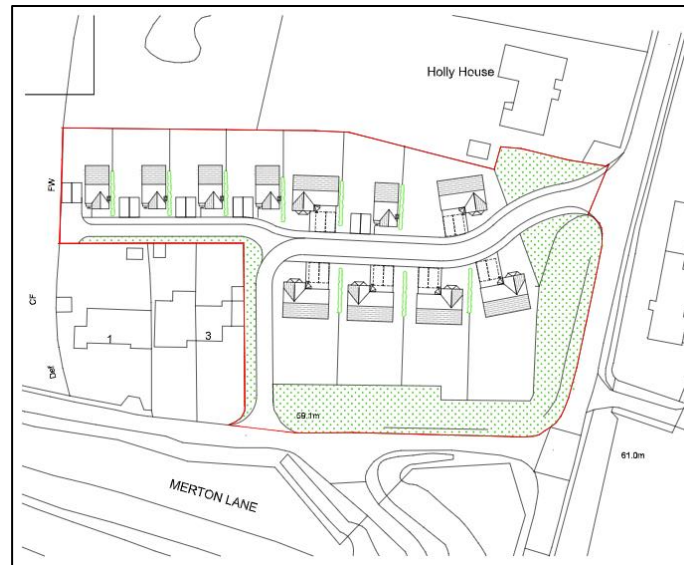 Holly House
FW
CF
1
3
Def
59.1m
61.0m
MERTON LANE